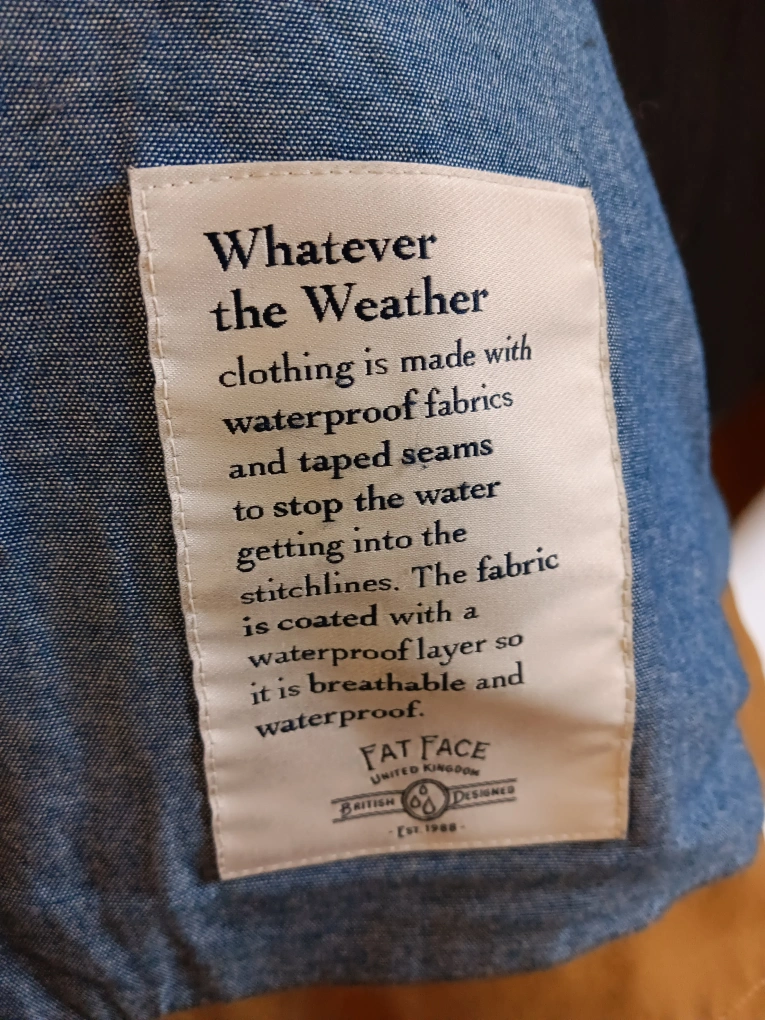 Whatever
the Weather
clothing is made with
waterproof fabrics
and taped seams
to stop the water
getting into the
stitchlines. The fabric
is coated with a
waterproof layer so
it is breathable and
waterproof.
FAT FACE
UNITED KINGDOM
BRITISH DESIGNED
- EST. 1988 -